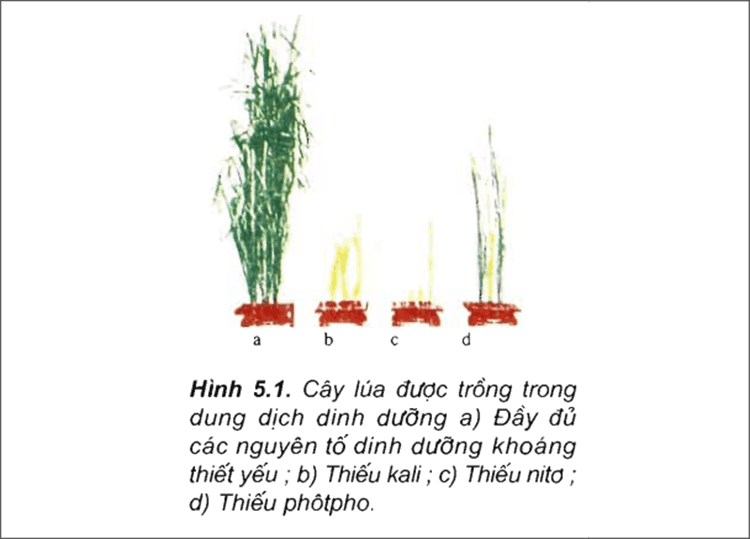 a b c d
Hình 5.1. Cây lúa được trồng trong
dung dịch dinh dưỡng a) Đầy đủ
các nguyên tố dinh dưỡng khoáng
thiết yếu ; b) Thiếu kali ; c) Thiếu nitơ ;
d) Thiếu phôtpho.